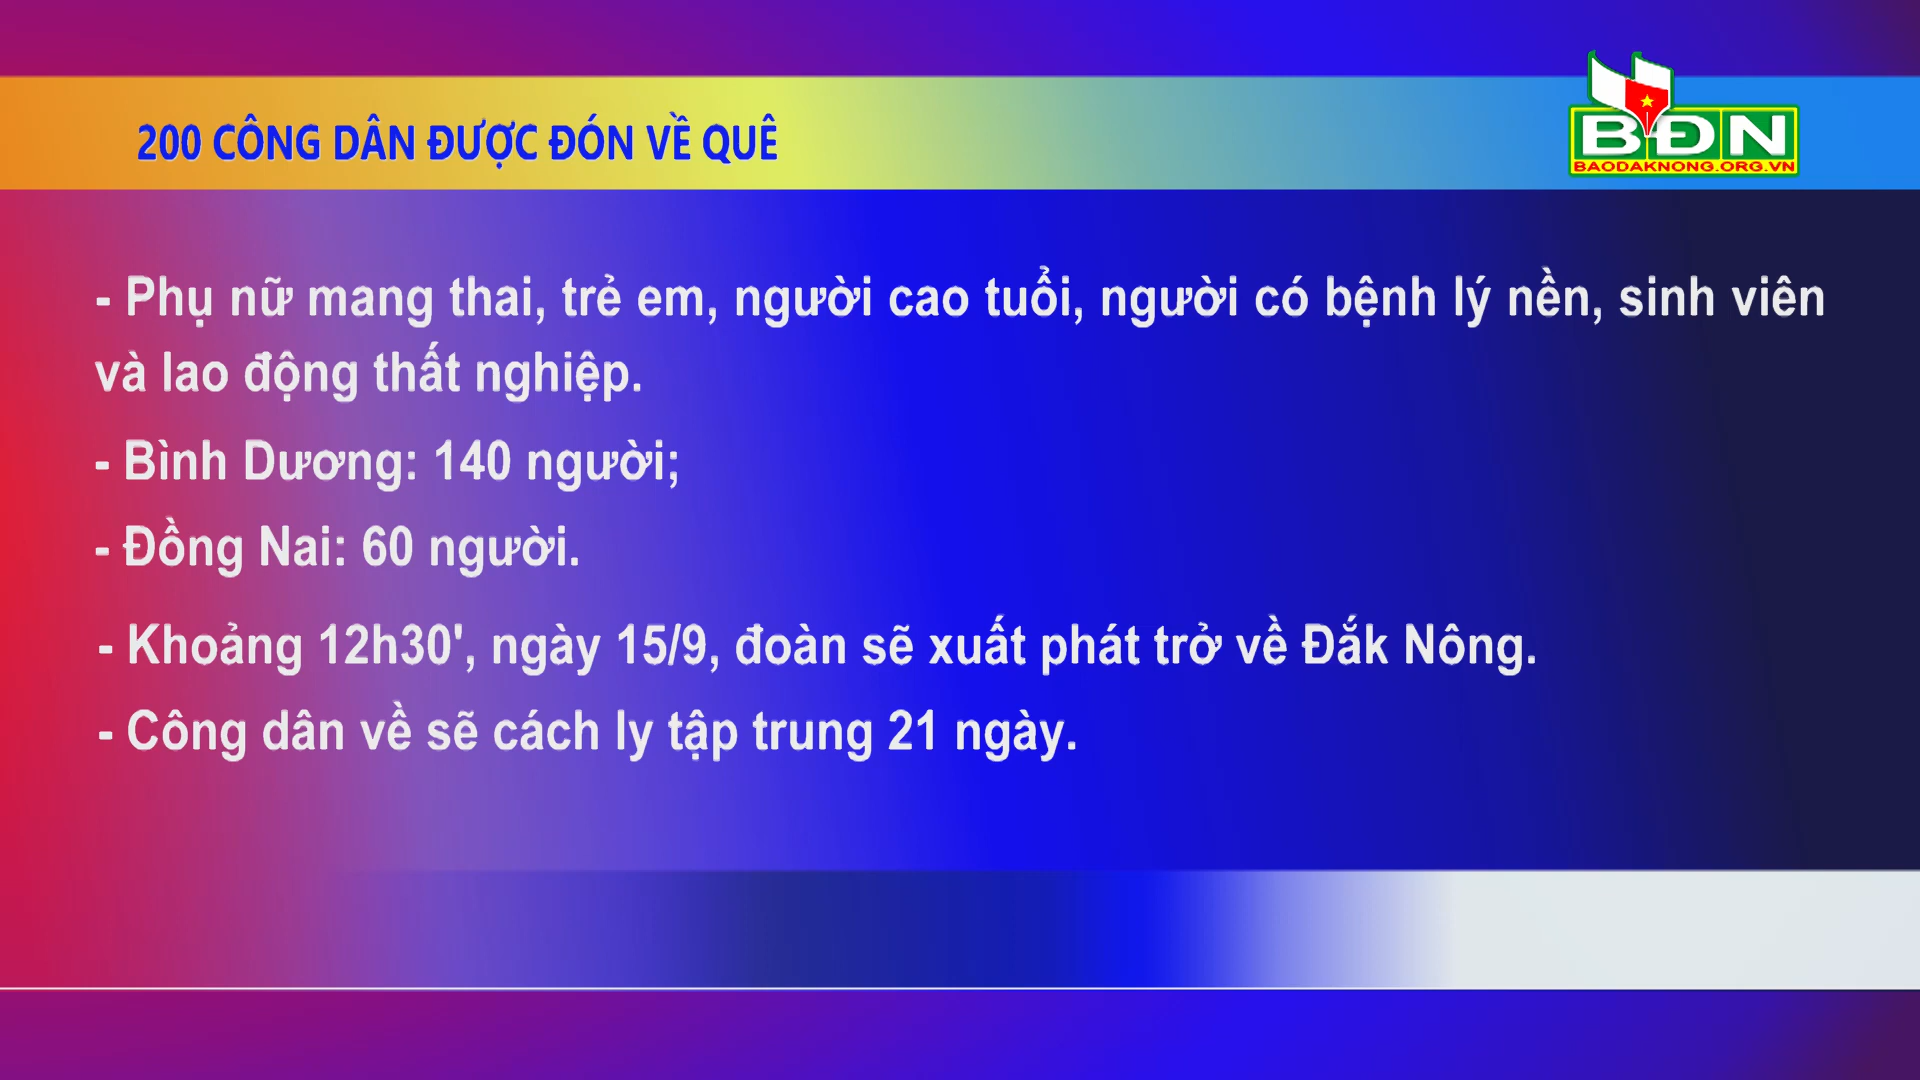 200 CÔNG DÂN ĐƯỢC ĐÓN VỀ QUÊ
BĐN
BAODAKNONG.ORG.VN
- Phụ nữ mang thai, trẻ em, người cao tuổi, người có bệnh lý nền, sinh viên
và lao động thất nghiệp.
- Bình Dương: 140 người;
- Đồng Nai: 60 người.
- Khoảng 12h30', ngày 15/9, đoàn sẽ xuất phát trở về Đắk Nông.
- Công dân về sẽ cách ly tập trung 21 ngày.